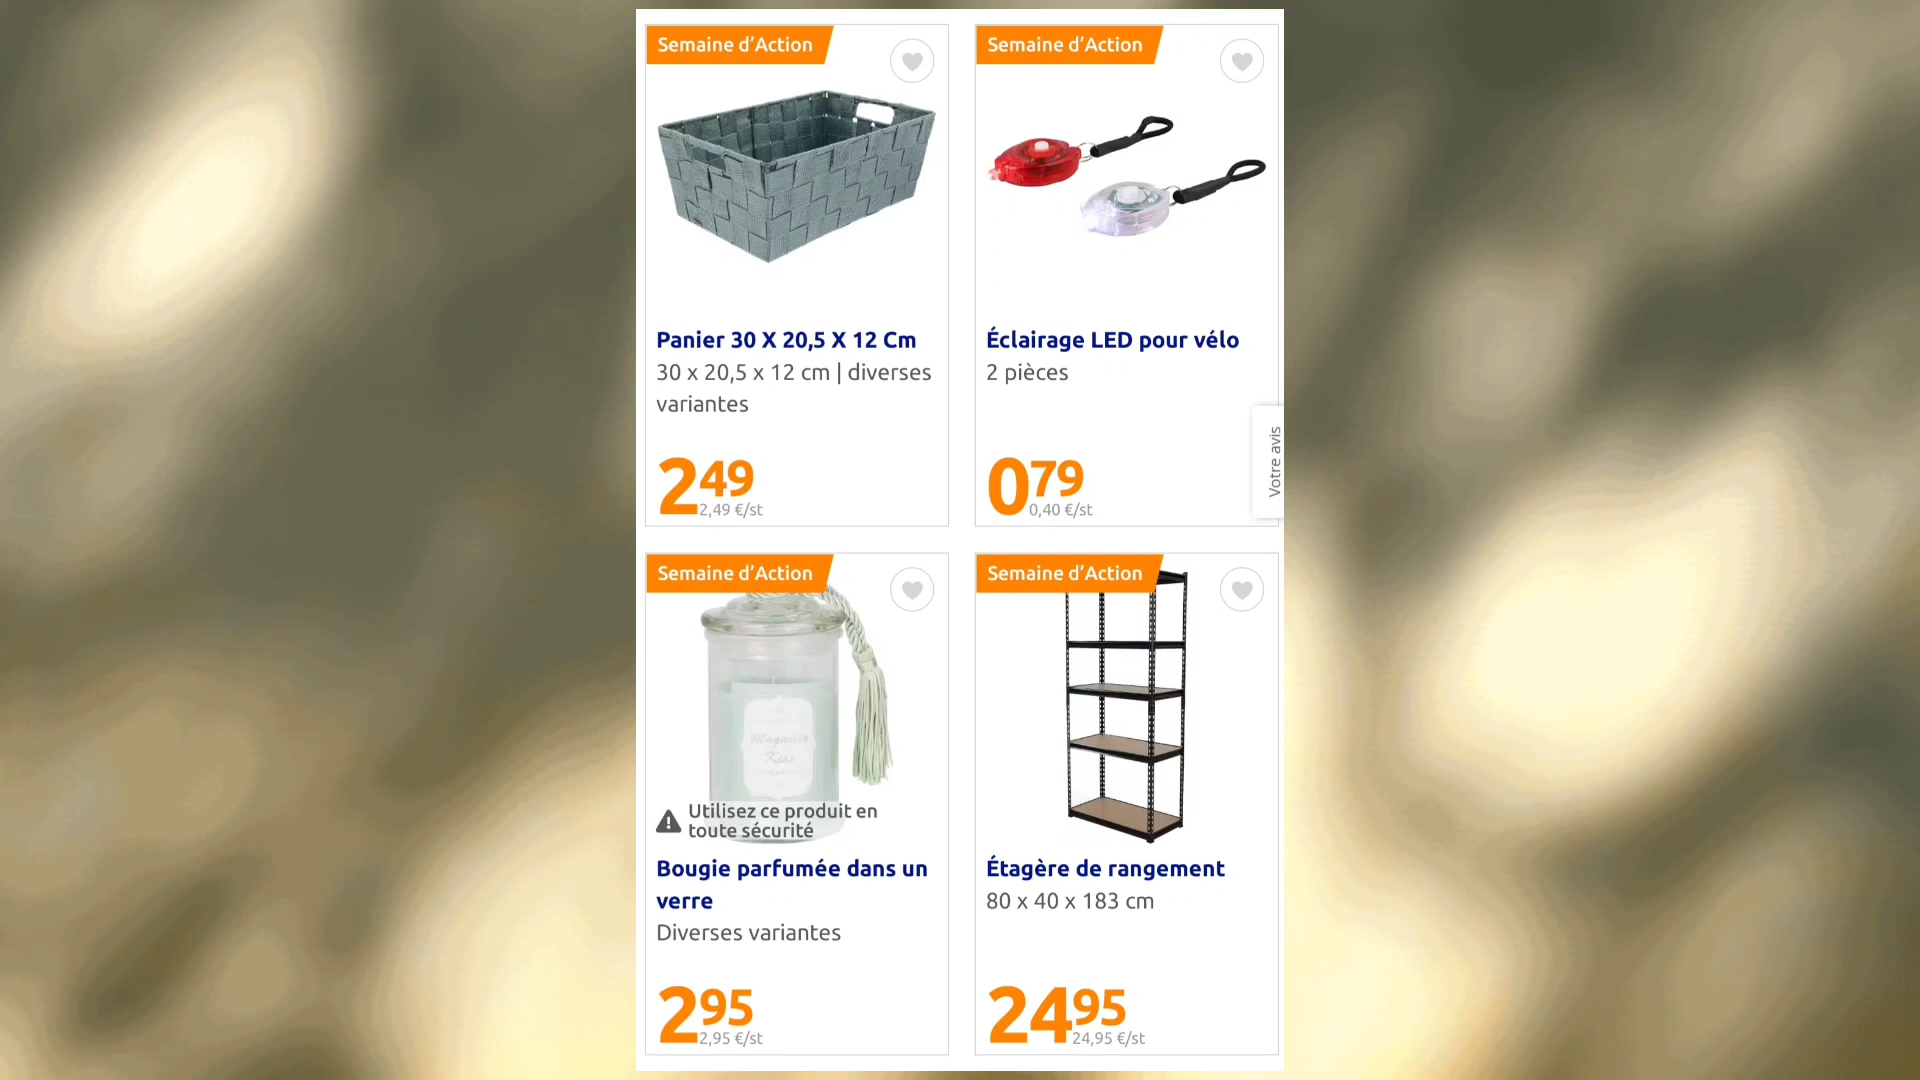 Semaine d'Action
Panier 30 X 20,5 X 12 Cm
30 x 20,5 x 12 cm | diverses
variantes
2 49
2,49 €/st
Semaine d'Action
Éclairage LED pour vélo
2 pièces
0 79
0,40 €/st
Votre avis
Semaine d'Action
Utilisez ce produit en
toute sécurité
Bougie parfumée dans un
verre
Diverses variantes
2 95
2,95 €/st
Semaine d'Action
Étagère de rangement
80 x 40 x 183 cm
24 95
24,95 €/st